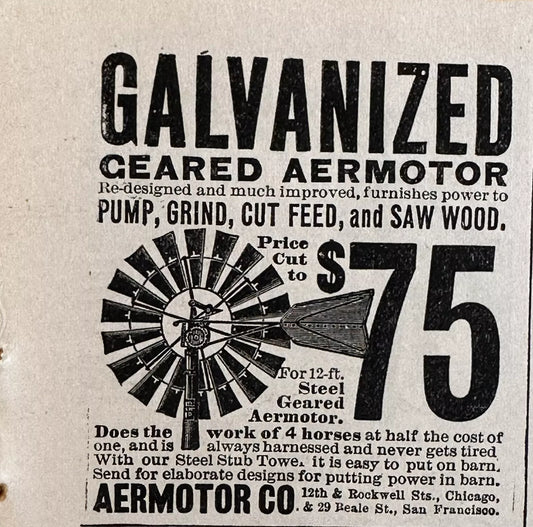 GALVANIZED
GEARED AERMOTOR
Re-designed and much improved, furnishes power to
PUMP, GRIND, CUT FEED, and SAW WOOD.
Price
Cut
to
$75
For 12-ft.
Steel
Geared
Aermotor.
Does the work of 4 horses at half the cost of
one, and is always harnessed and never gets tired
With our Steel Stub Towe. it is easy to put on barn.
Send for elaborate designs for putting power in barn.
AERMOTOR CO. 12th & Rockwell Sts., Chicago,
& 29 Beale St., San Francisco.